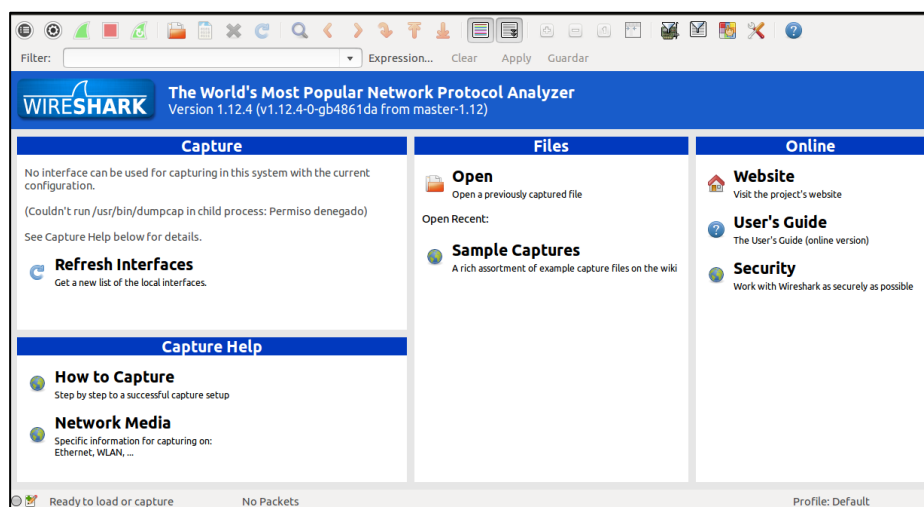 Filter:
Expression...
Clear
Apply
Guardar
WIRESHARK
The World's Most Popular Network Protocol Analyzer
Version 1.12.4 (v1.12.4-0-gb4861da from master-1.12)
Capture
No interface can be used for capturing in this system with the current
configuration.
(Couldn't run /usr/bin/dumpcap in child process: Permiso denegado)
See Capture Help below for details.
Refresh Interfaces
Get a new list of the local interfaces.
Capture Help
How to Capture
Step by step to a successful capture setup
Network Media
Specific information for capturing on:
Ethernet, WLAN, ...
Files
Open
Open a previously captured file
Open Recent:
Sample Captures
A rich assortment of example capture files on the wiki
Online
Website
Visit the project's website
User's Guide
The User's Guide (online version)
Security
Work with Wireshark as securely as possible
Ready to load or capture
No Packets
Profile: Default